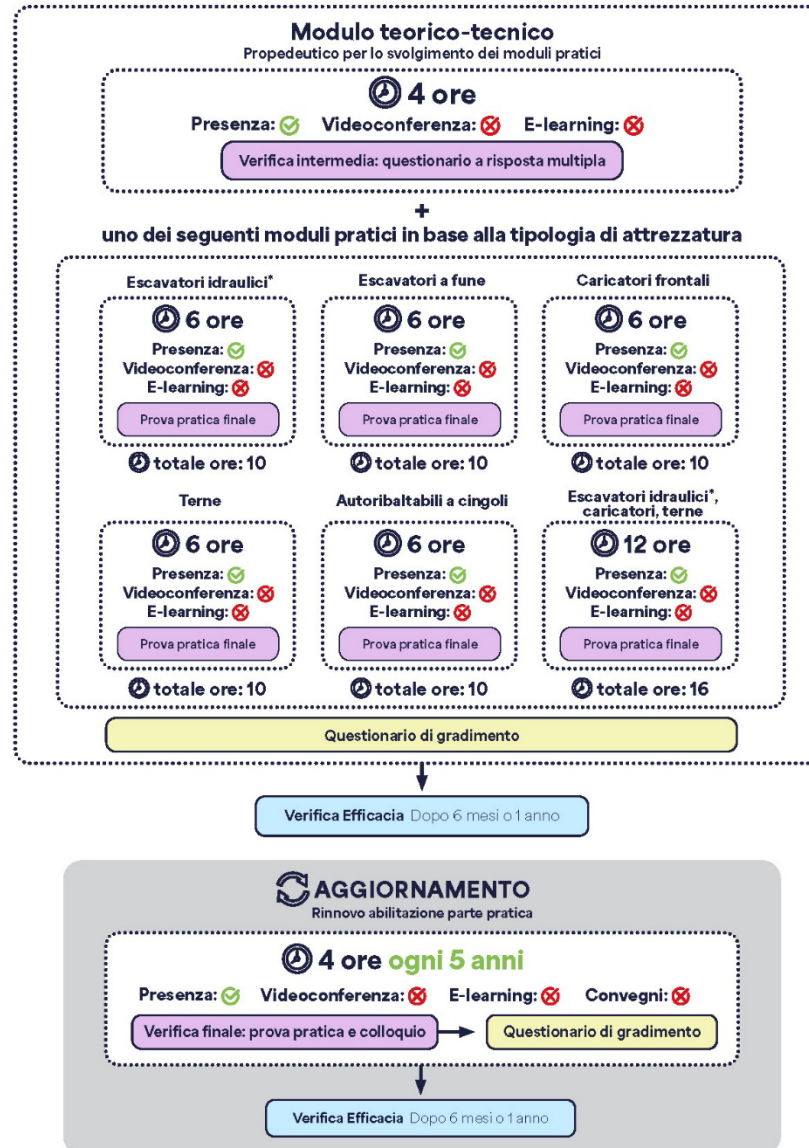 Modulo teorico-tecnico
Propedeutico per lo svolgimento dei moduli pratici
4 ore
Presenza: Videoconferenza: E-learning:
Verifica intermedia: questionario a risposta multipla
+
uno dei seguenti moduli pratici in base alla tipologia di attrezzatura
Escavatori idraulici*
6 ore
Presenza:
Videoconferenza:
E-learning:
Prova pratica finale
totale ore: 10
Escavatori a fune
6 ore
Presenza:
Videoconferenza:
E-learning:
Prova pratica finale
totale ore: 10
Caricatori frontali
6 ore
Presenza:
Videoconferenza:
E-learning:
Prova pratica finale
totale ore: 10
Terne
6 ore
Presenza:
Videoconferenza:
E-learning:
Prova pratica finale
totale ore: 10
Autoribaltabili a cingoli
6 ore
Presenza:
Videoconferenza:
E-learning:
Prova pratica finale
totale ore: 10
Escavatori idraulici*,
caricatori, terne
12 ore
Presenza:
Videoconferenza:
E-learning:
Prova pratica finale
totale ore: 16
Questionario di gradimento
Verifica Efficacia Dopo 6 mesi o 1 anno
AGGIORNAMENTO
Rinnovo abilitazione parte pratica
4 ore ogni 5 anni
Presenza: Videoconferenza: E-learning: Convegni:
Verifica finale: prova pratica e colloquio
Questionario di gradimento
Verifica Efficacia Dopo 6 mesi o 1 anno